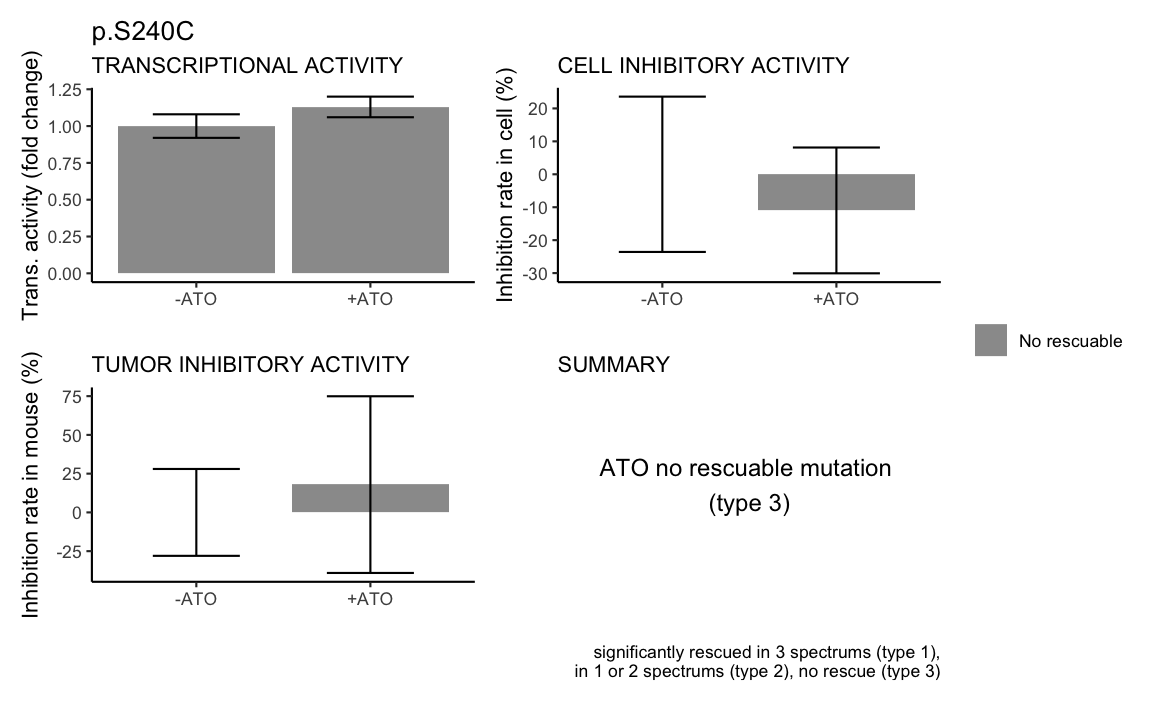 p.S240C
TRANSCRIPTIONAL ACTIVITY
Trans. activity (fold change)
1.25
1.00
0.75
0.50
0.25
0.00
-ATO
+ATO
CELL INHIBITORY ACTIVITY
Inhibition rate in cell (%)
20
10
0
-10
-20
-30
-ATO
+ATO
No rescuable
TUMOR INHIBITORY ACTIVITY
Inhibition rate in mouse (%)
75
50
25
0
-25
-ATO
+ATO
SUMMARY
ATO no rescuable mutation
(type 3)
significantly rescued in 3 spectrums (type 1),
in 1 or 2 spectrums (type 2), no rescue (type 3)